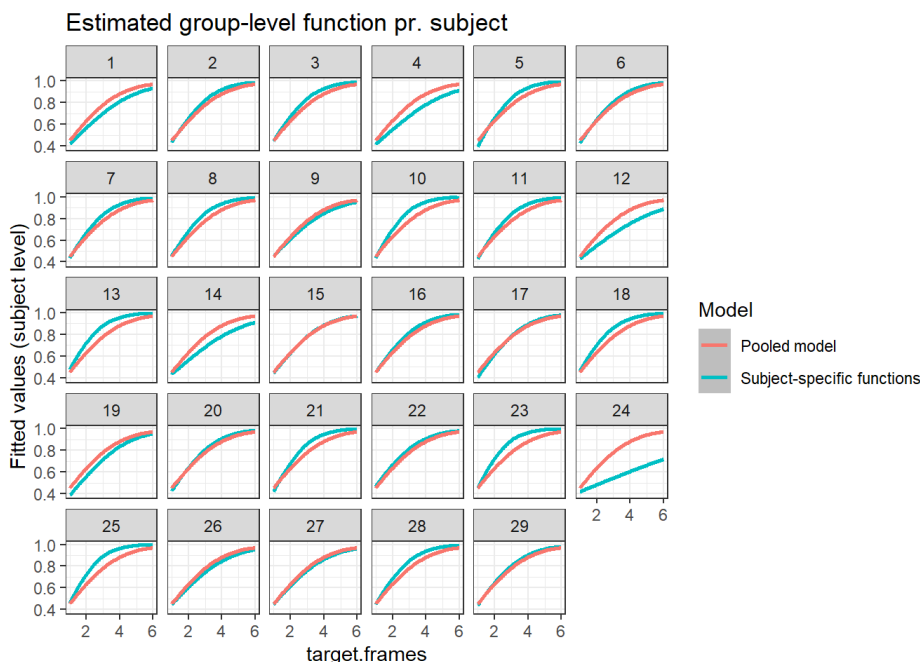 Estimated group-level function pr. subject
1 2 3 4 5 6
1.0
0.8
0.6
0.4
7 8 9 10 11 12
1.0
0.8
0.6
0.4
13 14 15 16 17 18
1.0
0.8
0.6
0.4
19 20 21 22 23 24
1.0
0.8
0.6
0.4
2 4 6
25 26 27 28 29
1.0
0.8
0.6
0.4
2 4 6 2 4 6 2 4 6 2 4 6 2 4 6
target.frames
Fitted values (subject level)
Model
Pooled model
Subject-specific functions